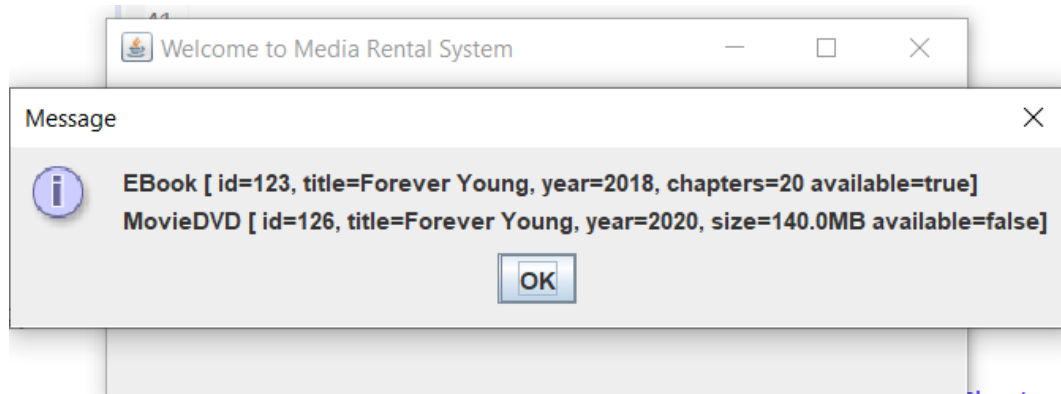 Welcome to Media Rental System
Message
EBook [ id=123, title=Forever Young, year=2018, chapters=20 available=true]
MovieDVD [ id=126, title=Forever Young, year=2020, size=140.0MB available=false]
OK